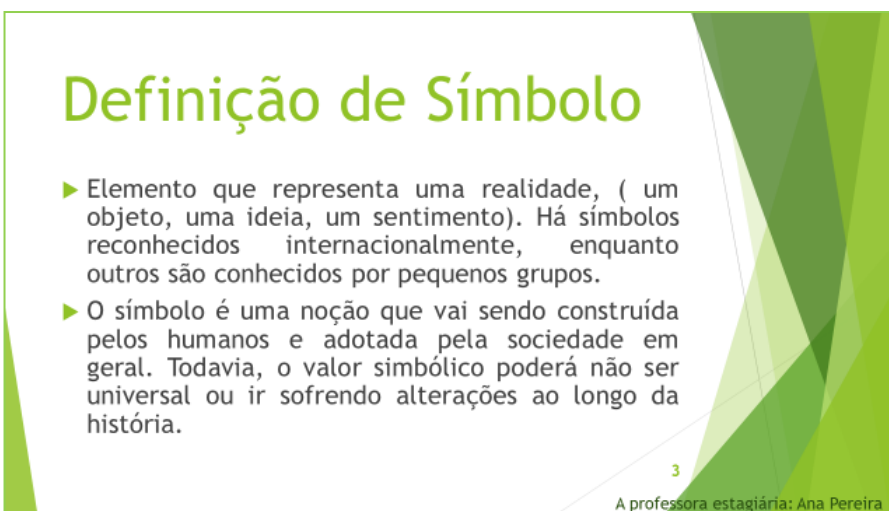 Definição de Símbolo
Elemento que representa uma realidade, ( um
objeto, uma ideia, um sentimento). Há símbolos
reconhecidos internacionalmente, enquanto
outros são conhecidos por pequenos grupos.
O símbolo é uma noção que vai sendo construída
pelos humanos e adotada pela sociedade em
geral. Todavia, o valor simbólico poderá não ser
universal ou ir sofrendo alterações ao longo da
história.
3
A professora estagiária: Ana Pereira